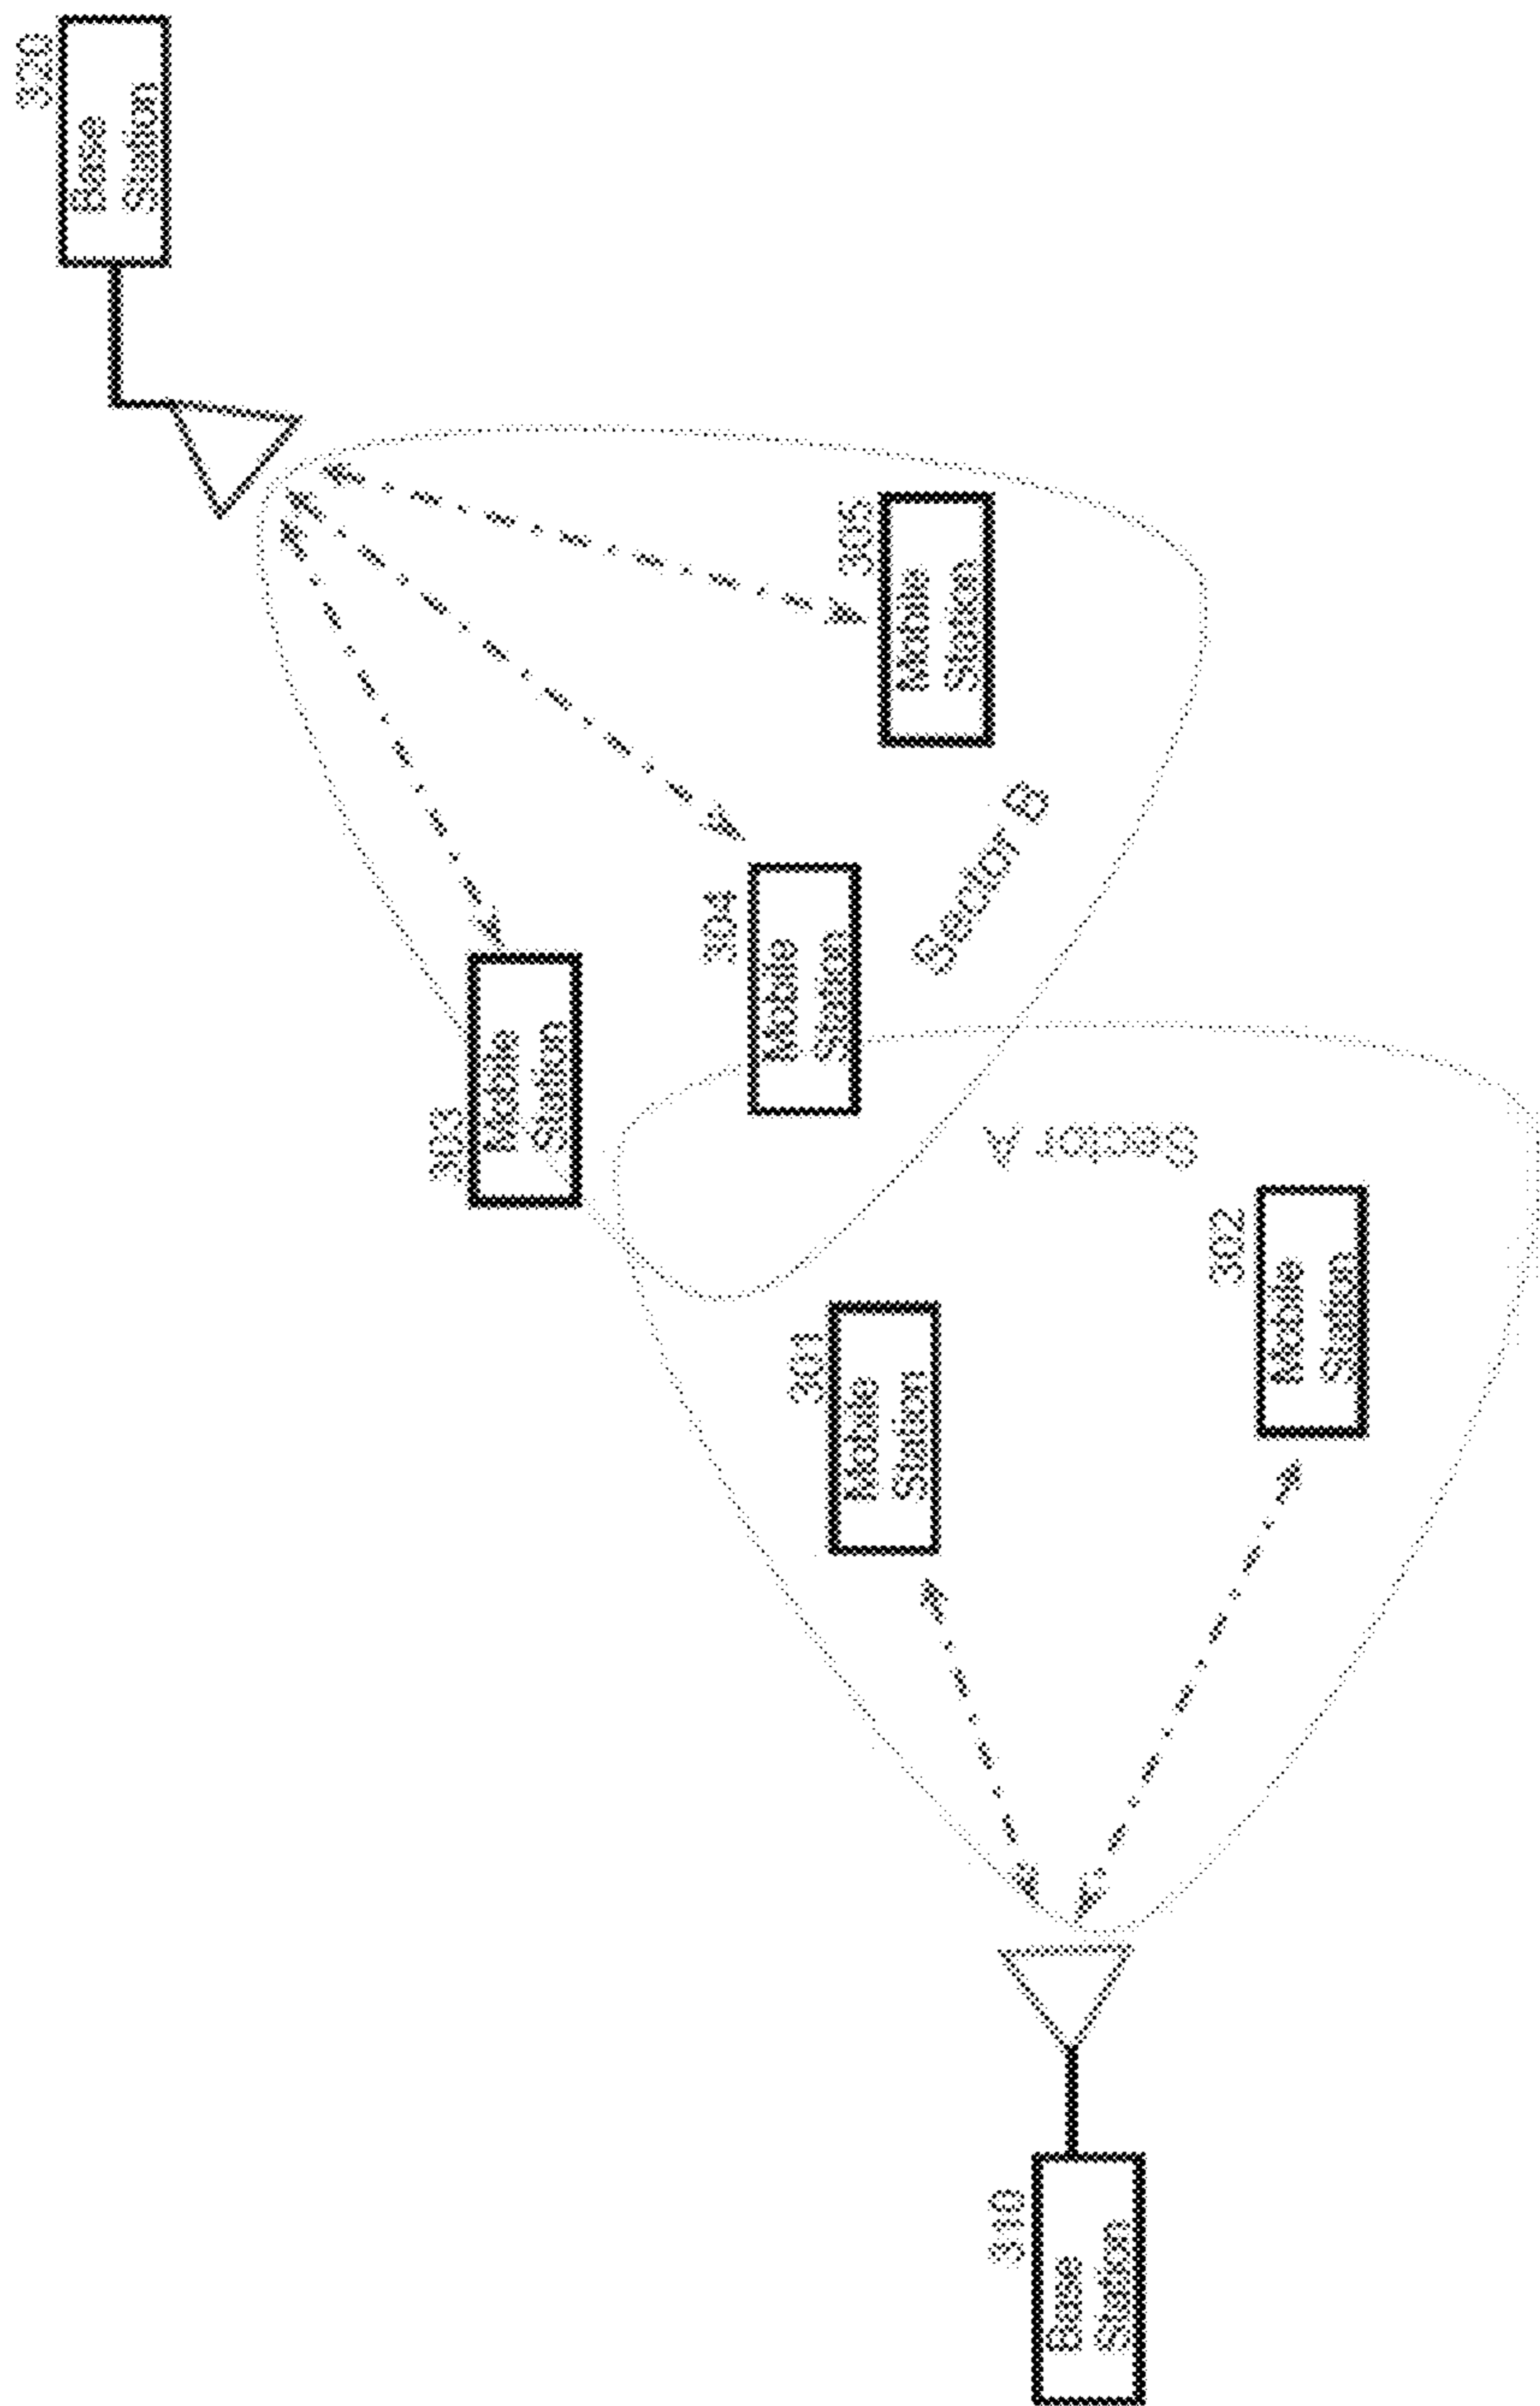 320
Base
Station
305
Mobile
Station
304
Mobile
Station
303
Mobile
Station
Sector B
Sector A
302
Mobile
Station
301
Mobile
Station
310
Base
Station